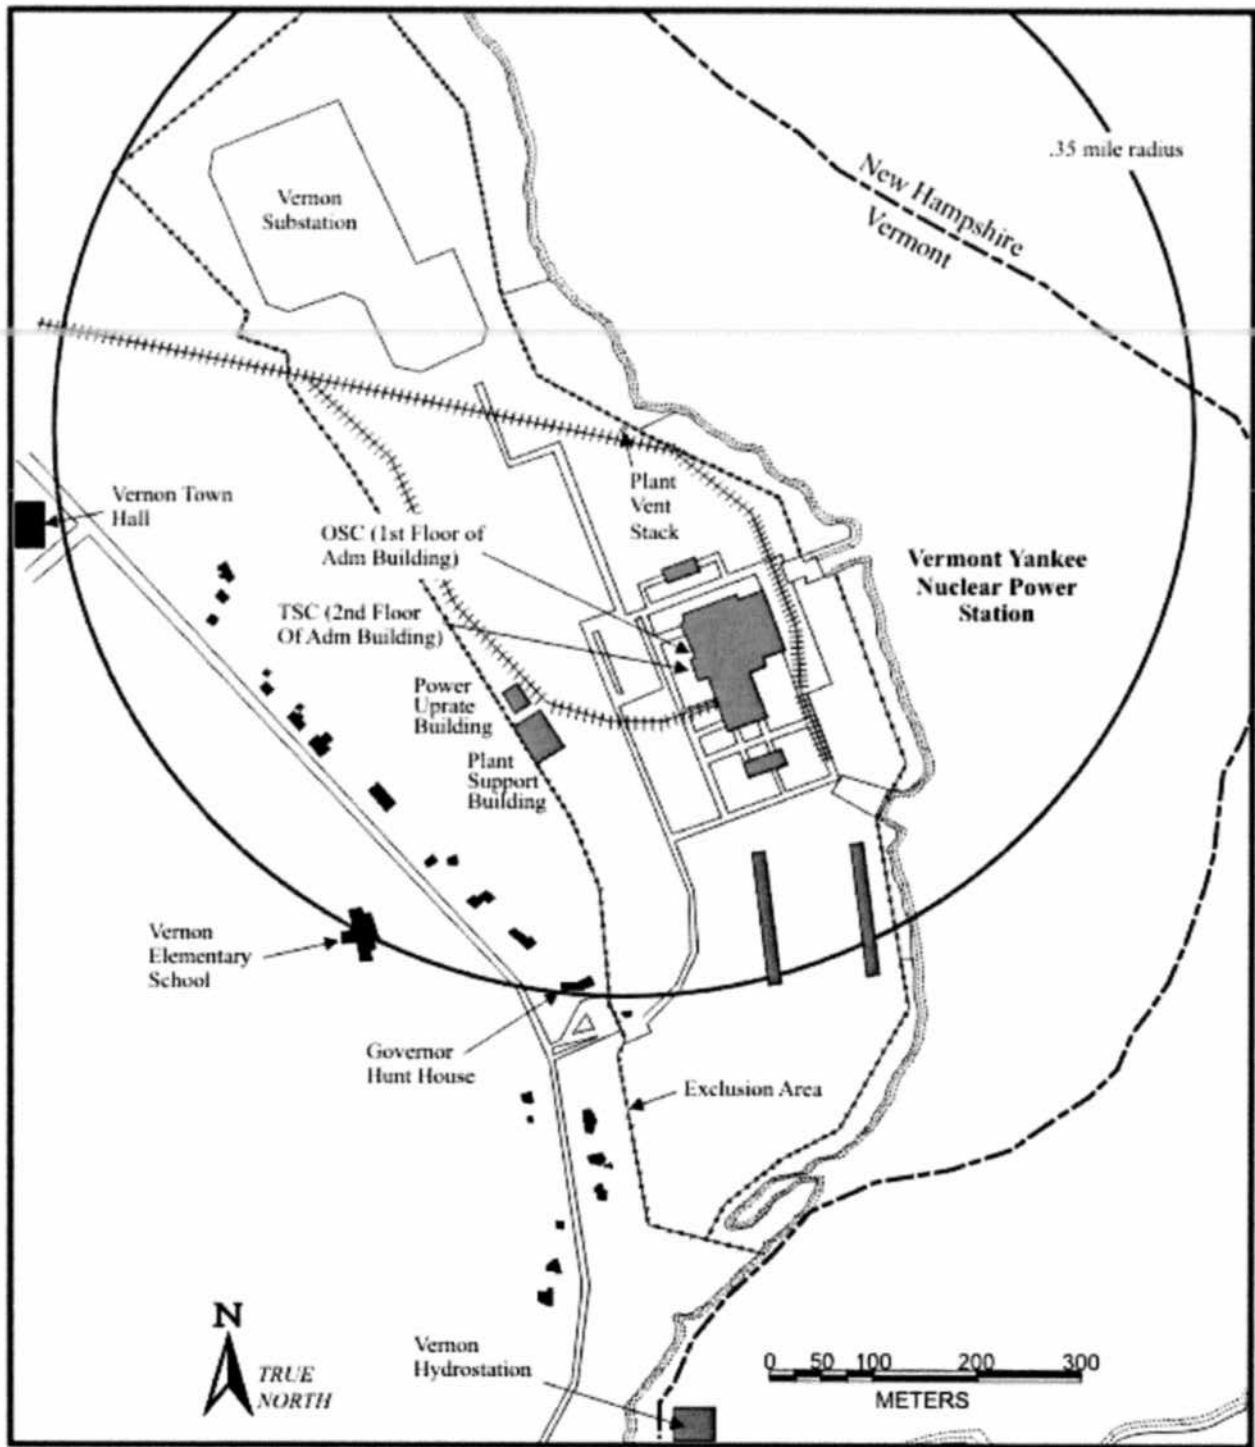 .35 mile radius
New Hampshire
Vermont
Vernon
Substation
Vernon Town
Hall
Plant
Vent
Stack
OSC (1st Floor of
Adm Building)
Vermont Yankee
Nuclear Power
Station
TSC (2nd Floor
Of Adm Building)
Power
Uprate
Building
Plant
Support
Building
Vernon
Elementary
School
Governor
Hunt House
Exclusion Area
N
TRUE
NORTH
Vernon
Hydrostation
0 50 100 200 300
METERS